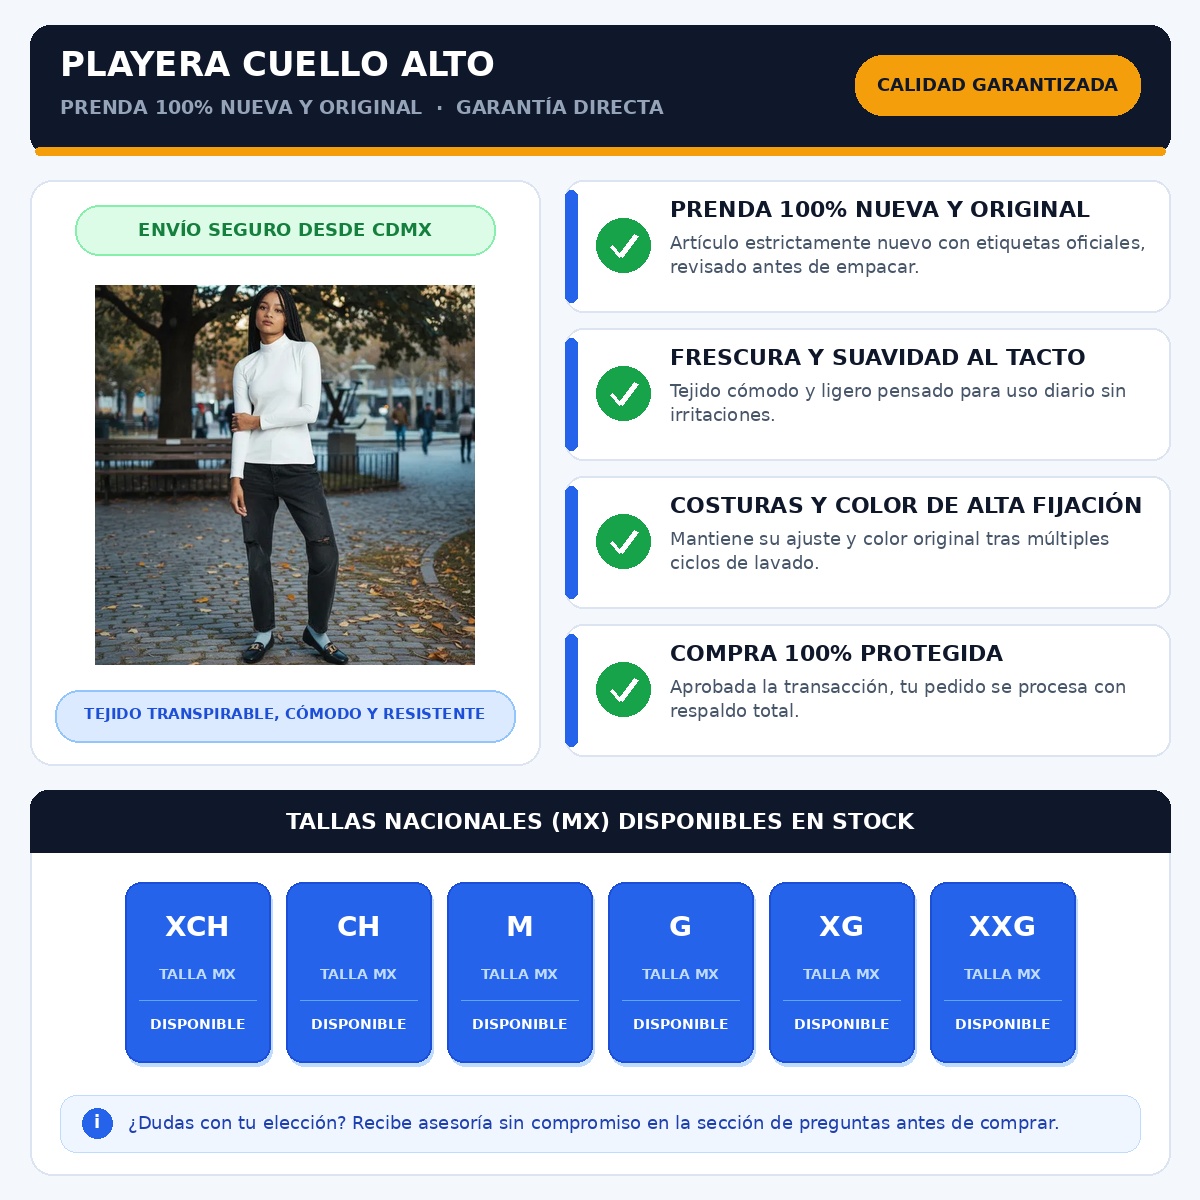 PLAYERA CUELLO ALTO
PRENDA 100% NUEVA Y ORIGINAL · GARANTÍA DIRECTA
CALIDAD GARANTIZADA
ENVÍO SEGURO DESDE CDMX
TEJIDO TRANSPIRABLE, CÓMODO Y RESISTENTE
PRENDA 100% NUEVA Y ORIGINAL
Artículo estrictamente nuevo con etiquetas oficiales,
revisado antes de empacar.
FRESCURA Y SUAVIDAD AL TACTO
Tejido cómodo y ligero pensado para uso diario sin
irritaciones.
COSTURAS Y COLOR DE ALTA FIJACIÓN
Mantiene su ajuste y color original tras múltiples
ciclos de lavado.
COMPRA 100% PROTEGIDA
Aprobada la transacción, tu pedido se procesa con
respaldo total.
TALLAS NACIONALES (MX) DISPONIBLES EN STOCK
XCH
TALLA MX
DISPONIBLE
CH
TALLA MX
DISPONIBLE
M
TALLA MX
DISPONIBLE
G
TALLA MX
DISPONIBLE
XG
TALLA MX
DISPONIBLE
XXG
TALLA MX
DISPONIBLE
i ¿Dudas con tu elección? Recibe asesoría sin compromiso en la sección de preguntas antes de comprar.